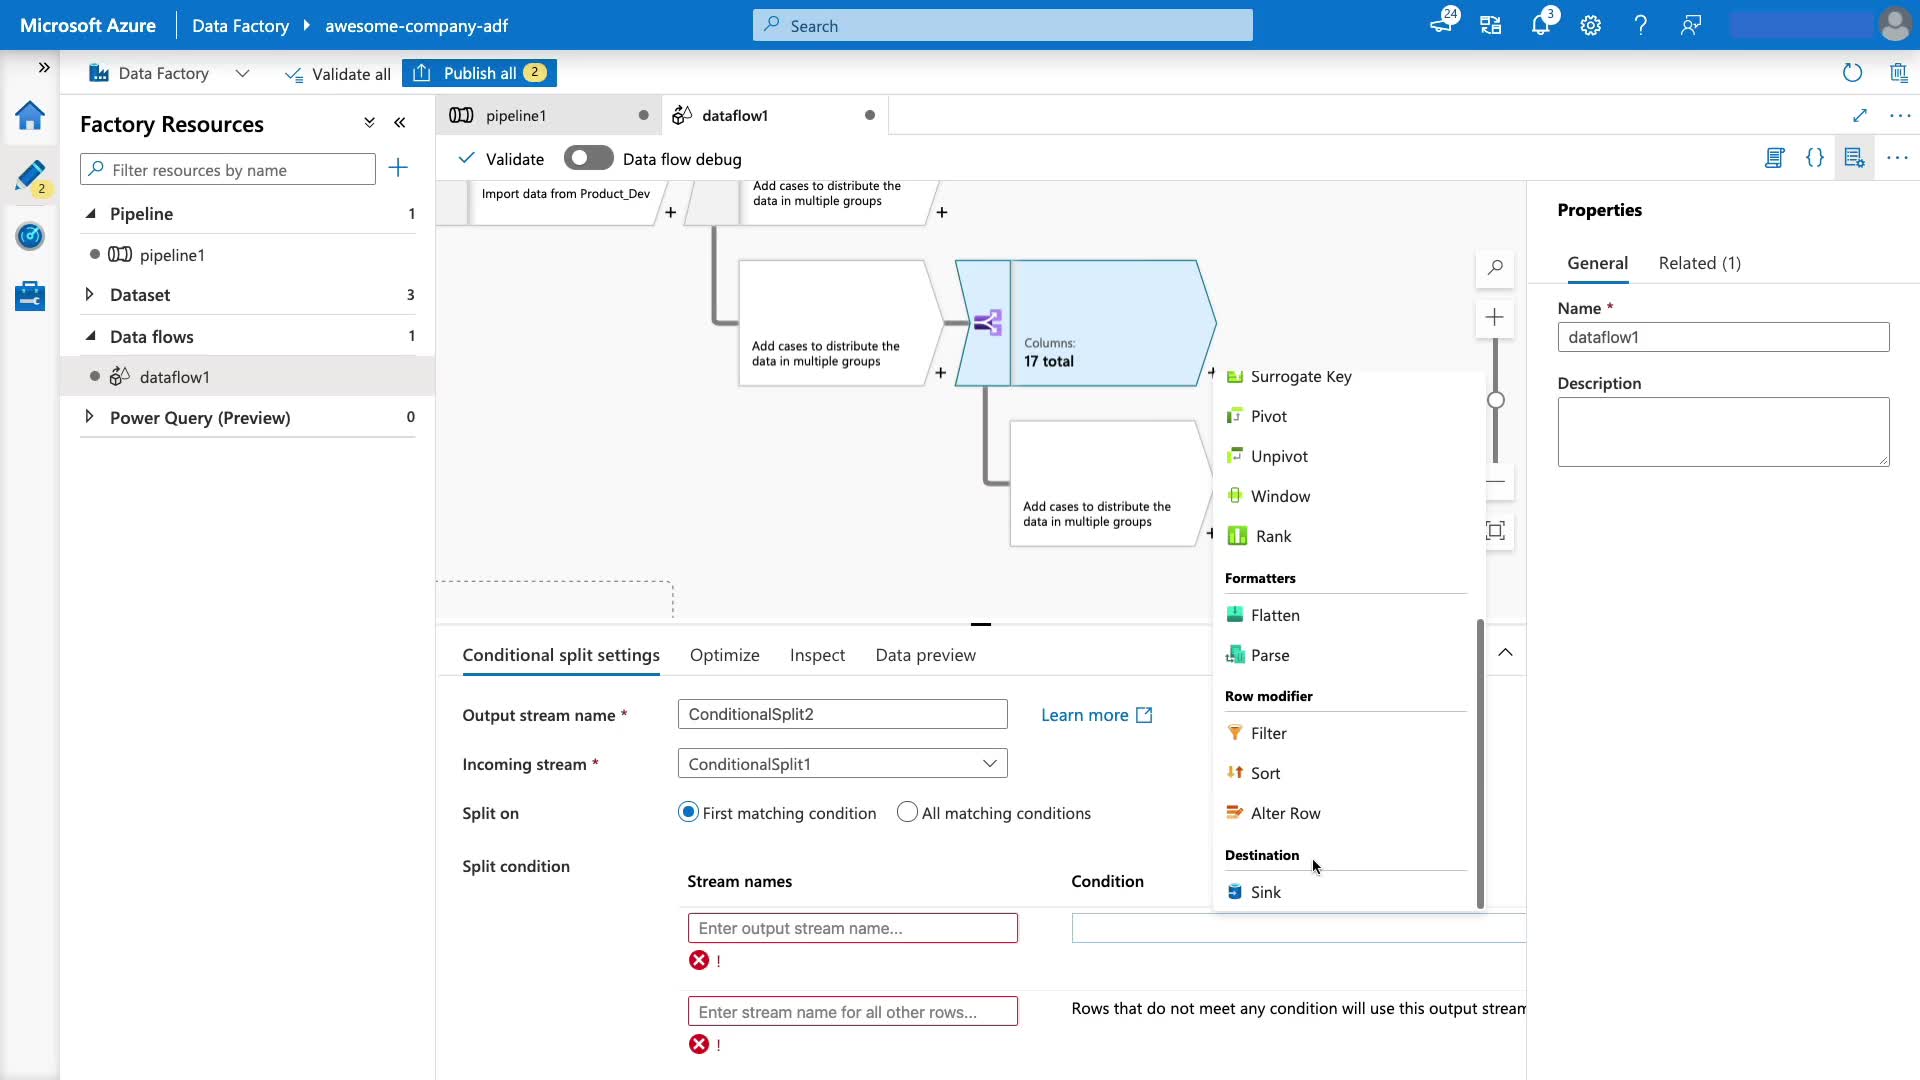 Microsoft Azure
Data Factory
awesome-company-adf
Search
24
3
Data Factory
Validate all
Publish all
2
Factory Resources
Filter resources by name
2
Pipeline
1
pipeline1
Dataset
3
Data flows
1
dataflow1
Power Query (Preview)
0
pipeline1
dataflow1
Validate
Data flow debug
Import data from Product_Dev
Add cases to distribute the
data in multiple groups
Add cases to distribute the
data in multiple groups
Columns:
17 total
Add cases to distribute the
data in multiple groups
Surrogate Key
Pivot
Unpivot
Window
Rank
Formatters
Flatten
Parse
Row modifier
Filter
Sort
Alter Row
Destination
Sink
Conditional split settings
Optimize
Inspect
Data preview
Output stream name *
ConditionalSplit2
Learn more
Incoming stream *
ConditionalSplit1
Split on
First matching condition
All matching conditions
Split condition
Stream names
Condition
Enter output stream name...
!
Enter stream name for all other rows...
Rows that do not meet any condition will use this output stream
!
Properties
General
Related (1)
Name *
dataflow1
Description